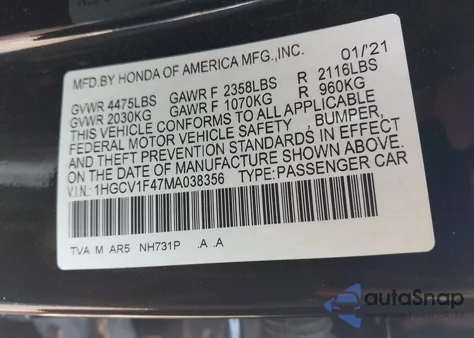 MFD.BY HONDA OF AMERICA MFG.,INC. 01/'21
GVWR 4475LBS GAWR F 2358LBS R 2116LBS
GVWR 2030KG GAWR F 1070KG R 960KG
THIS VEHICLE CONFORMS TO ALL APPLICABLE
FEDERAL MOTOR VEHICLE SAFETY , BUMPER, AND
THEFT PREVENTION STANDARDS IN EFFECT
ON THE DATE OF MANUFACTURE SHOWN ABOVE.
V.I.N.: 1HGCV1F47MA038356 TYPE:PASSENGER CAR
TVA M AR5 NH731P .A .A
autaSnap